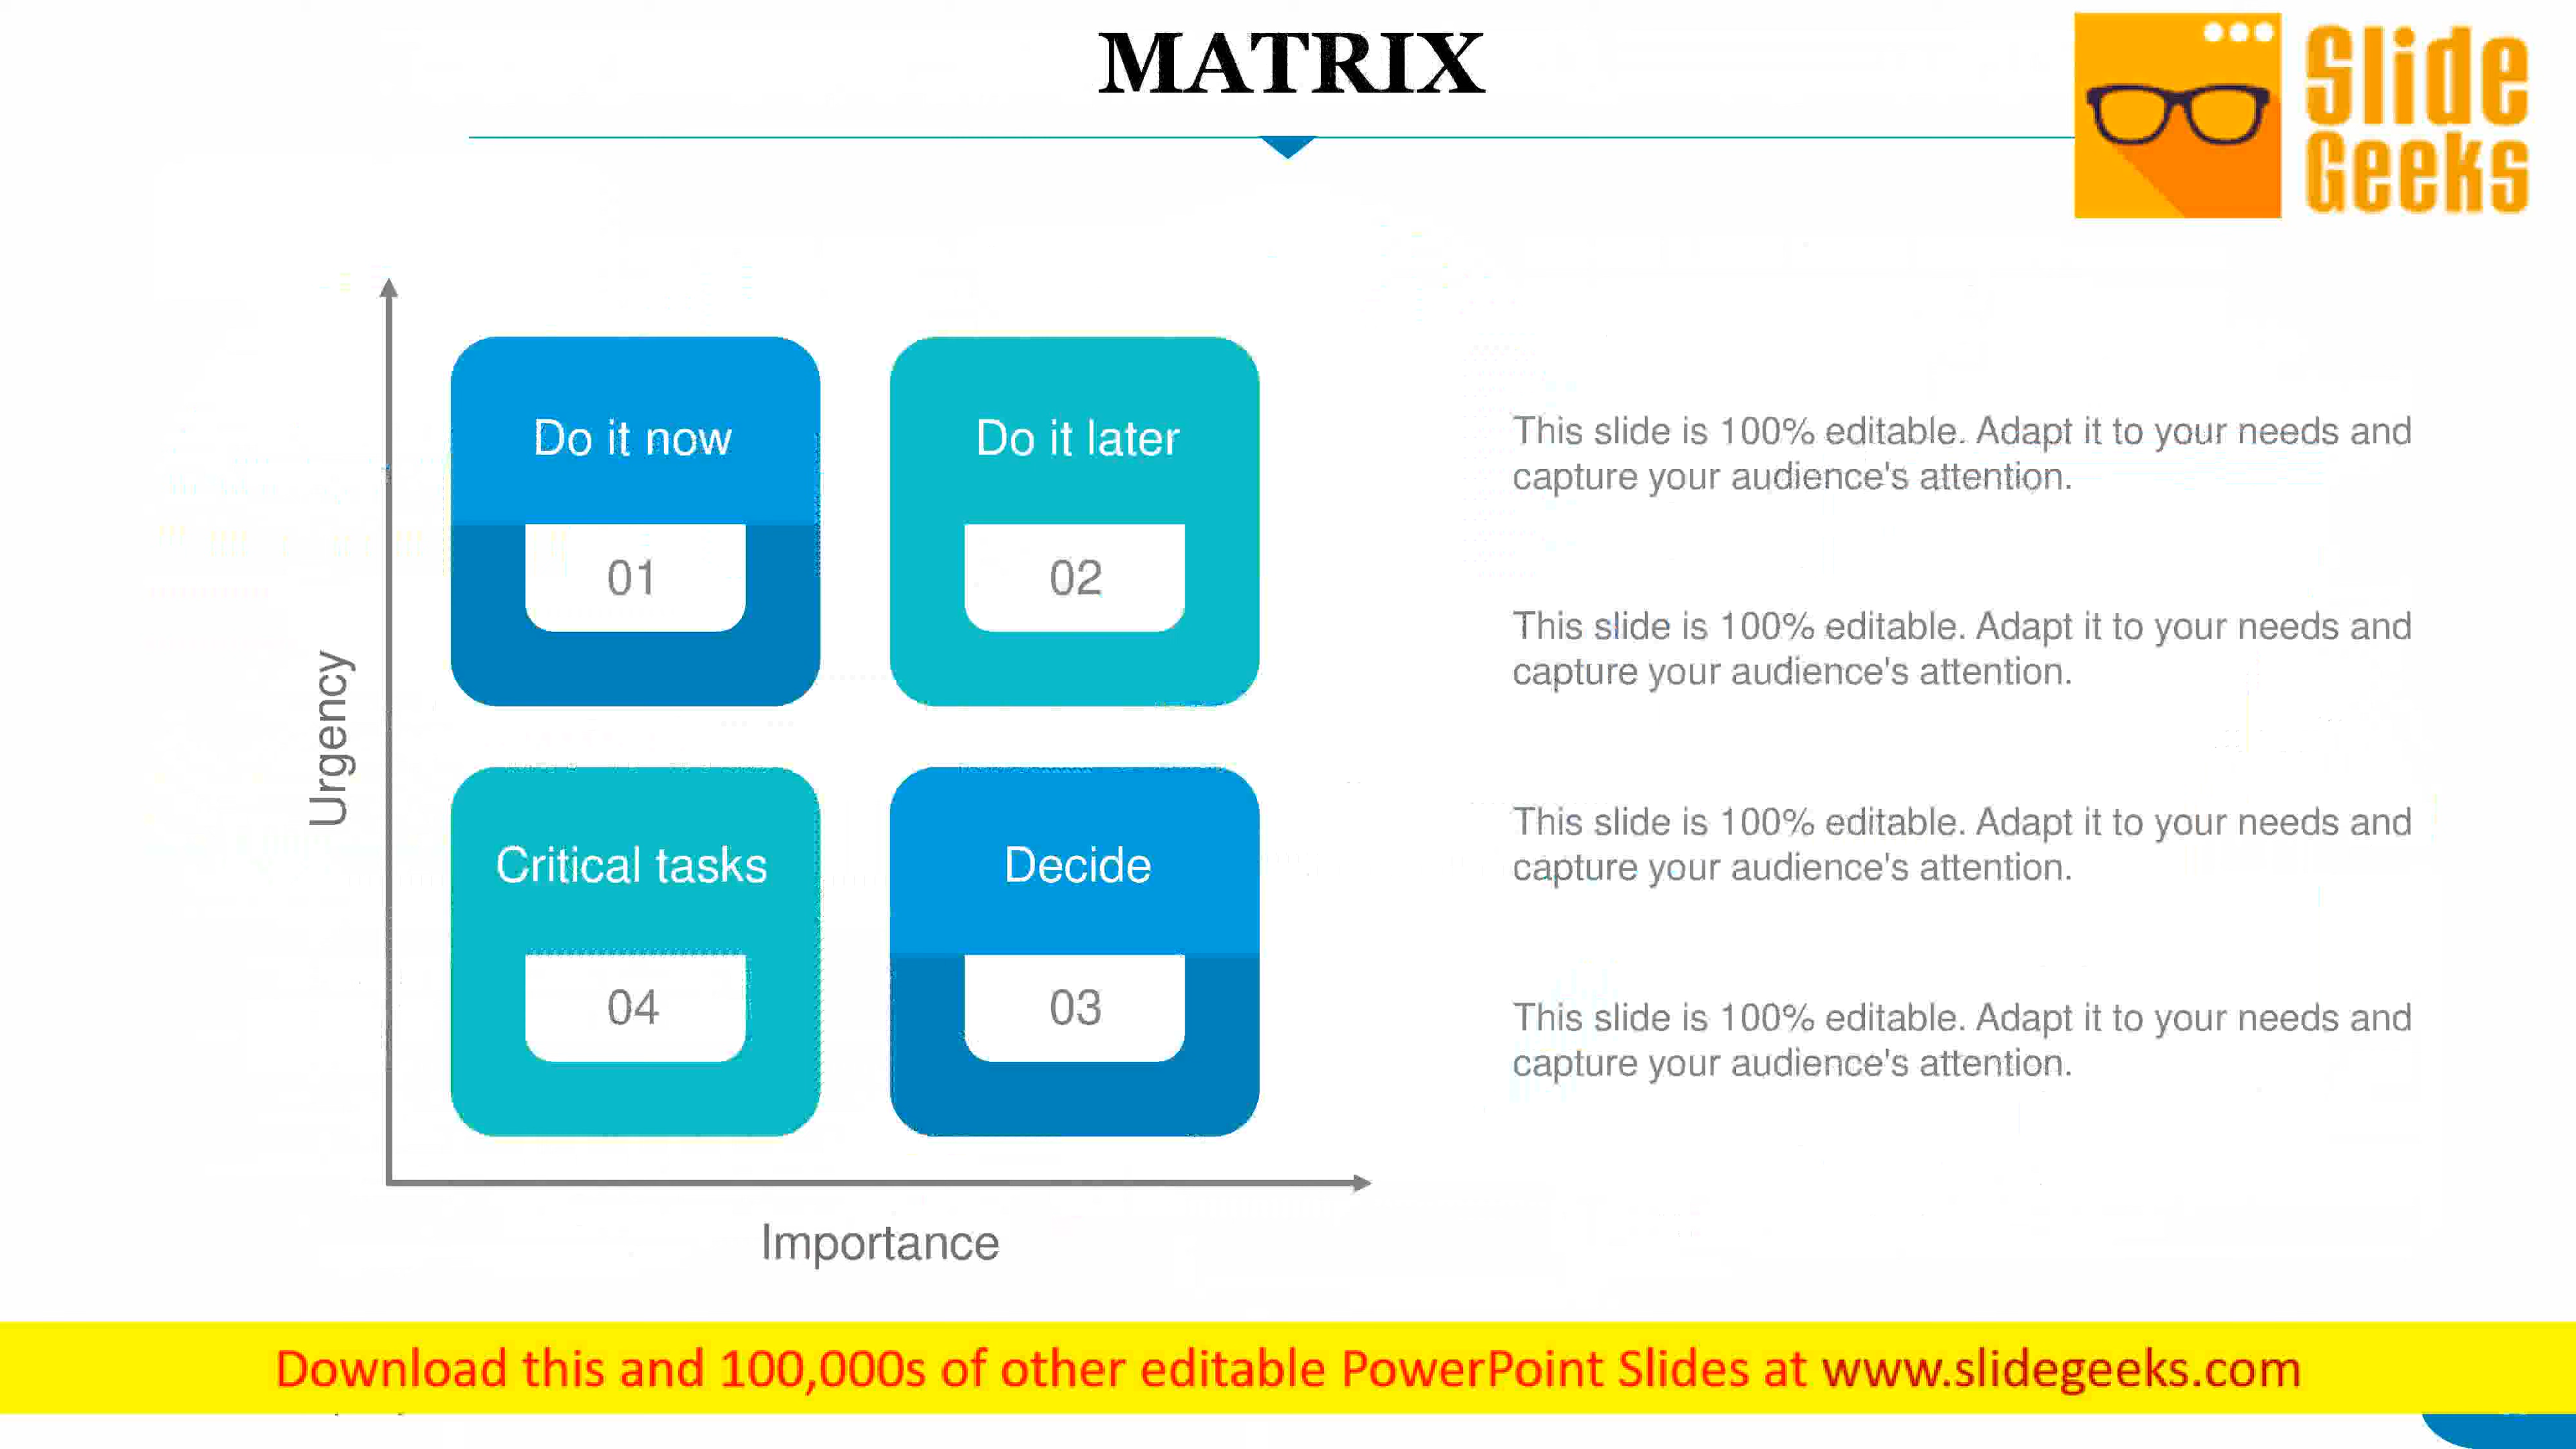 MATRIX
Slide
Geeks
Do it now
01
Do it later
02
Critical tasks
04
Decide
03
Urgency
Importance
This slide is 100% editable. Adapt it to your needs and
capture your audience's attention.
This slide is 100% editable. Adapt it to your needs and
capture your audience's attention.
This slide is 100% editable. Adapt it to your needs and
capture your audience's attention.
This slide is 100% editable. Adapt it to your needs and
capture your audience's attention.
Download this and 100,000s of other editable PowerPoint Slides at www.slidegeeks.com